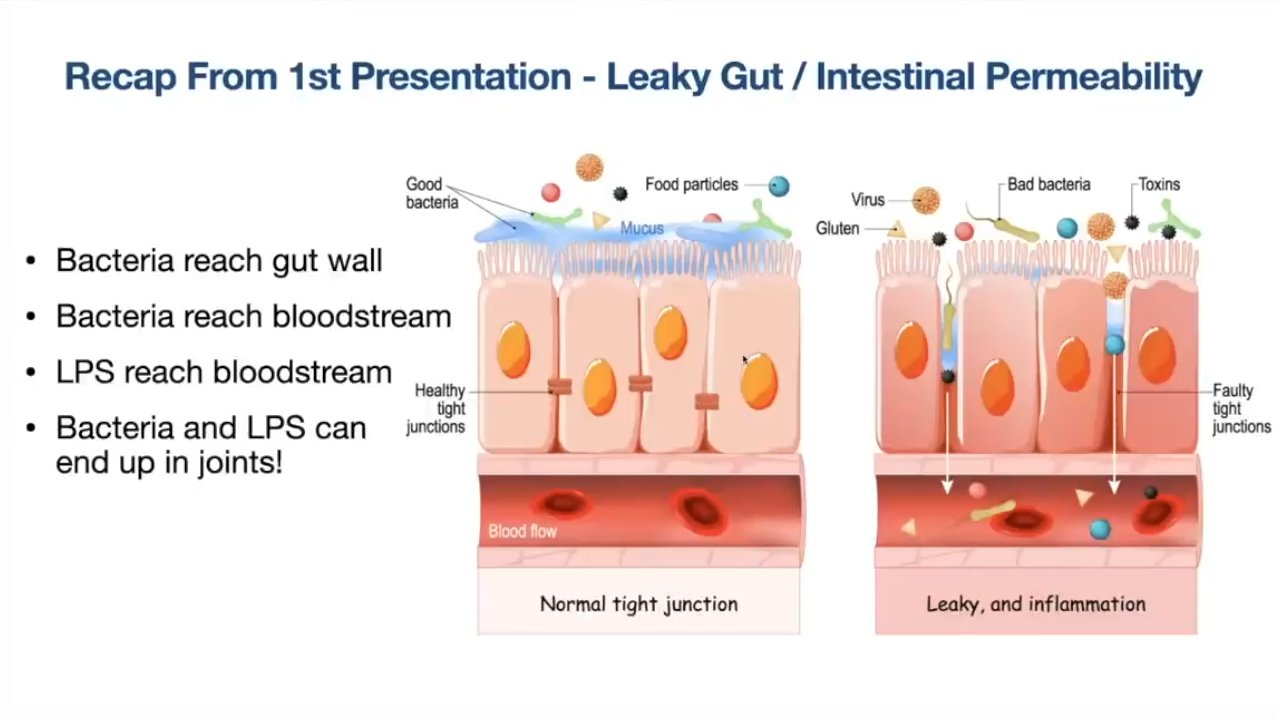 Recap From 1st Presentation - Leaky Gut / Intestinal Permeability
• Bacteria reach gut wall
• Bacteria reach bloodstream
• LPS reach bloodstream
• Bacteria and LPS can
end up in joints!
Good
bacteria
Food particles
Mucus
Healthy
tight
junctions
Blood flow
Normal tight junction
Virus
Gluten
Bad bacteria
Toxins
Faulty
tight
junctions
Leaky, and inflammation